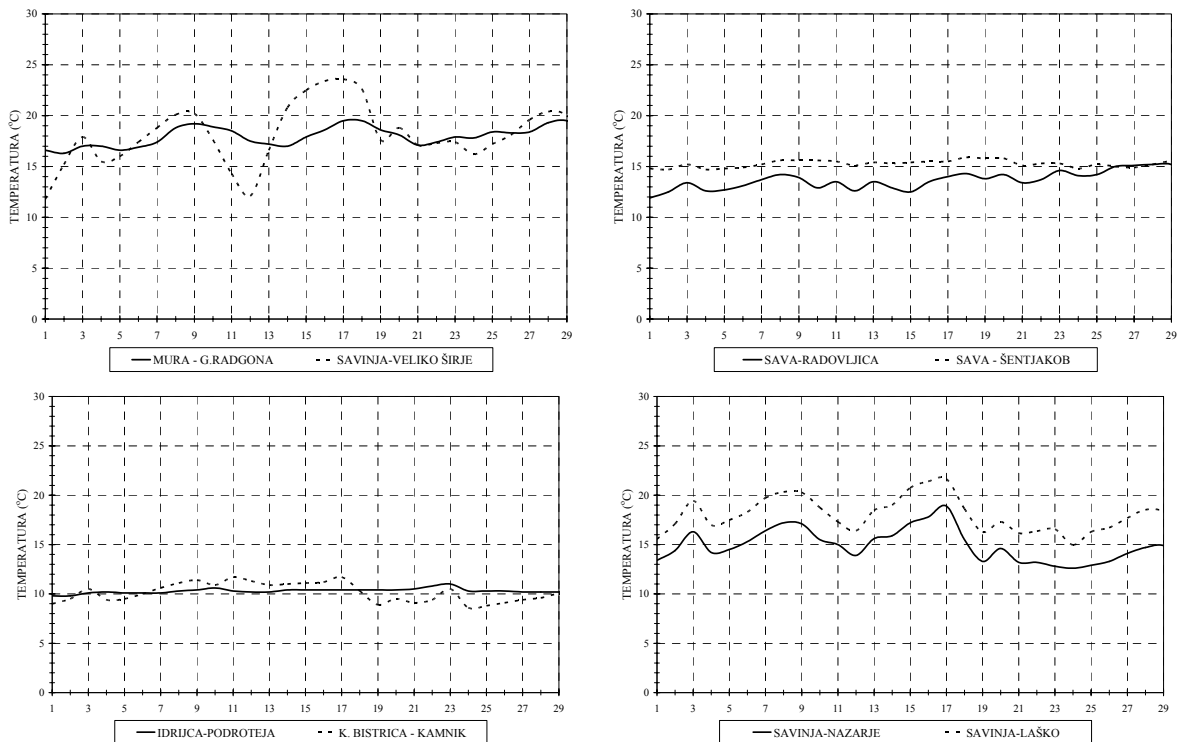 30
25
20
15
10
5
0
TEMPERATURA (°C)
1 3 5 7 9 11 13 15 17 19 21 23 25 27 29
MURA - G.RADGONA SAVINJA-VELIKO ŠIRJE
30
25
20
15
10
5
0
TEMPERATURA (°C)
1 3 5 7 9 11 13 15 17 19 21 23 25 27 29
SAVA-RADOVLJICA SAVA - ŠENTJAKOB
30
25
20
15
10
5
0
TEMPERATURA (°C)
1 3 5 7 9 11 13 15 17 19 21 23 25 27 29
IDRIJCA-PODROTEJA K. BISTRICA - KAMNIK
30
25
20
15
10
5
0
TEMPERATURA (°C)
1 3 5 7 9 11 13 15 17 19 21 23 25 27 29
SAVINJA-NAZARJE SAVINJA-LAŠKO